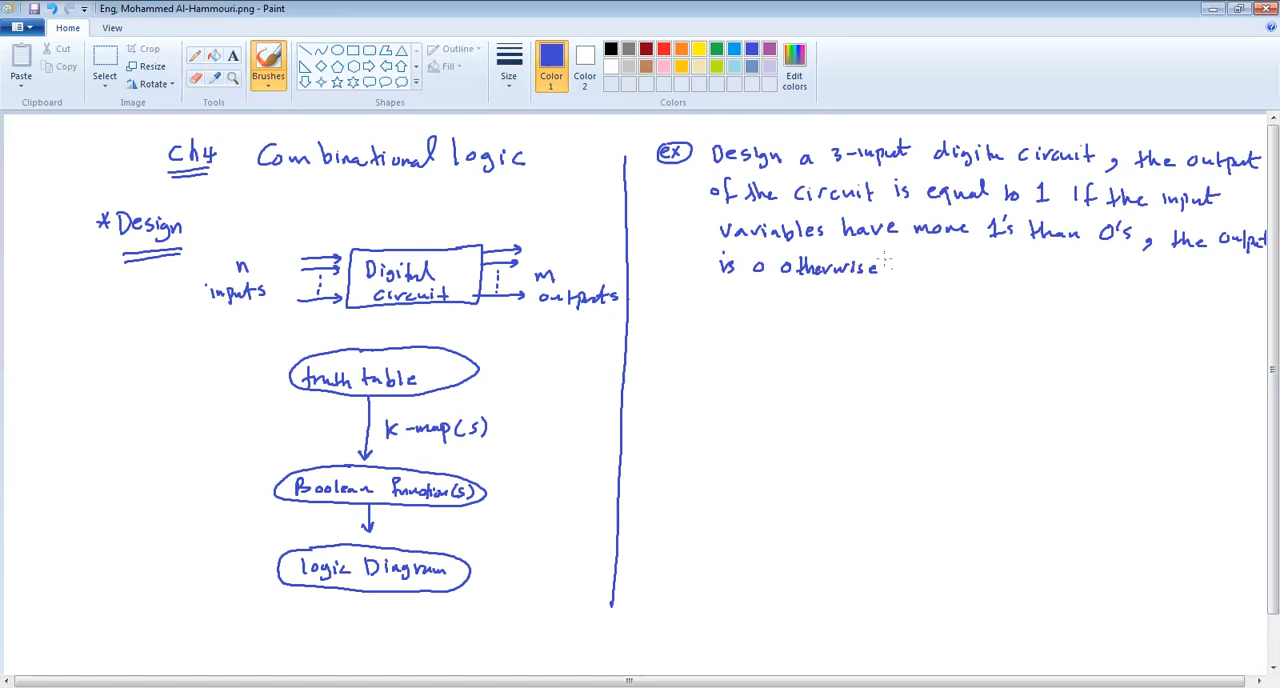 Eng, Mohammed Al-Hammouri.png - Paint
Home View
Cut
Copy
Paste
Clipboard
Select
Crop
Resize
Rotate
Image
Tools
Brushes
Shapes
Outline
Fill
Size
Color 1
Color 2
Edit colors
Colors
Ch4 Combinational logic
*Design
n inputs
Digital circuit
m outputs
truth table
K-map(s)
Boolean function(s)
logic Diagram
ex Design a 3-input digita circuit, the output
of the circuit is equal to 1 If the input
variables have more 1's than 0's, the output
is 0 otherwise